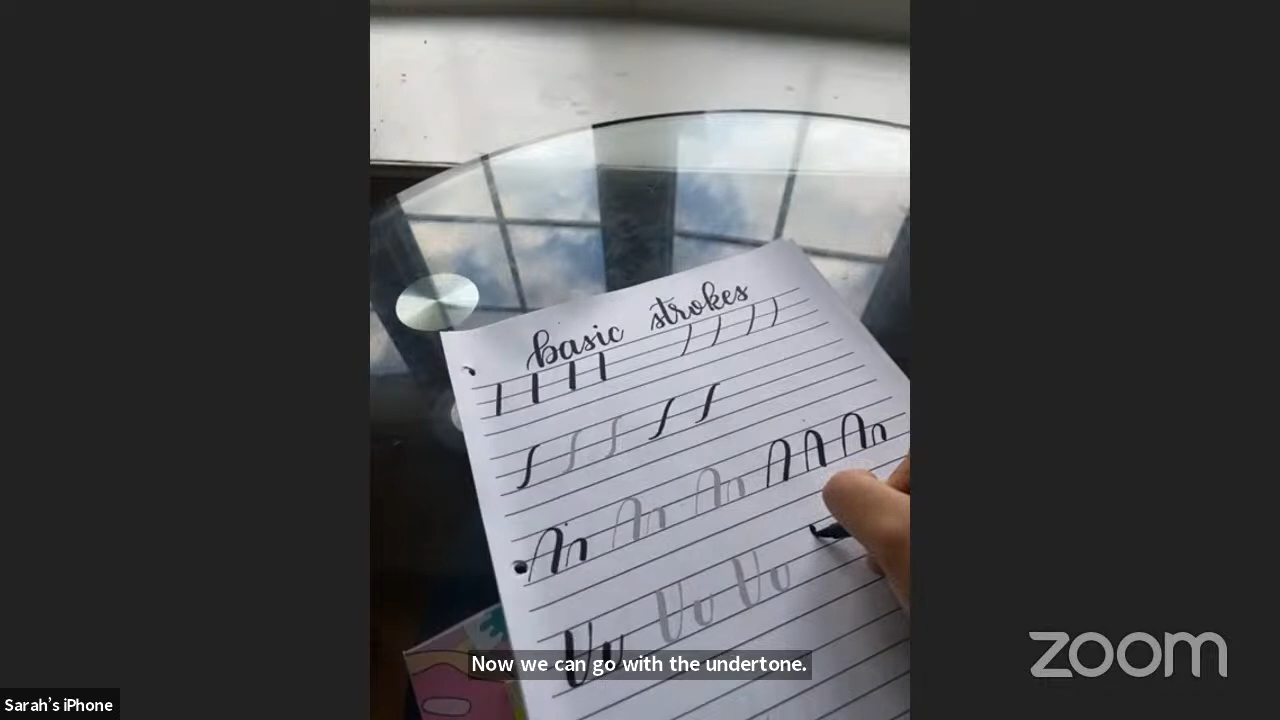 basic strokes
Now we can go with the undertone.
zoom
Sarah's iPhone